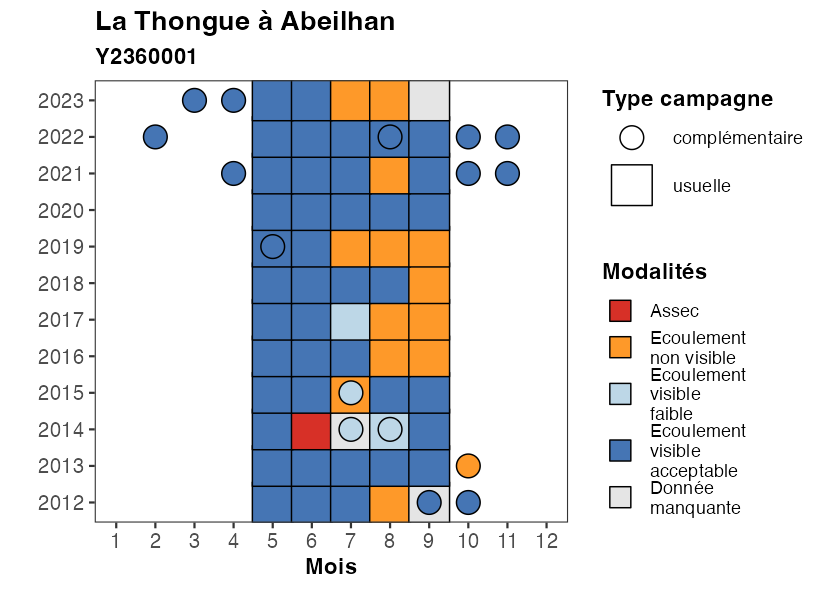 La Thongue à Abeilhan
Y2360001
2023
2022
2021
2020
2019
2018
2017
2016
2015
2014
2013
2012
1 2 3 4 5 6 7 8 9 10 11 12
Mois
Type campagne
complémentaire
usuelle
Modalités
Assec
Ecoulement
non visible
Ecoulement
visible
faible
Ecoulement
visible
acceptable
Donnée
manquante